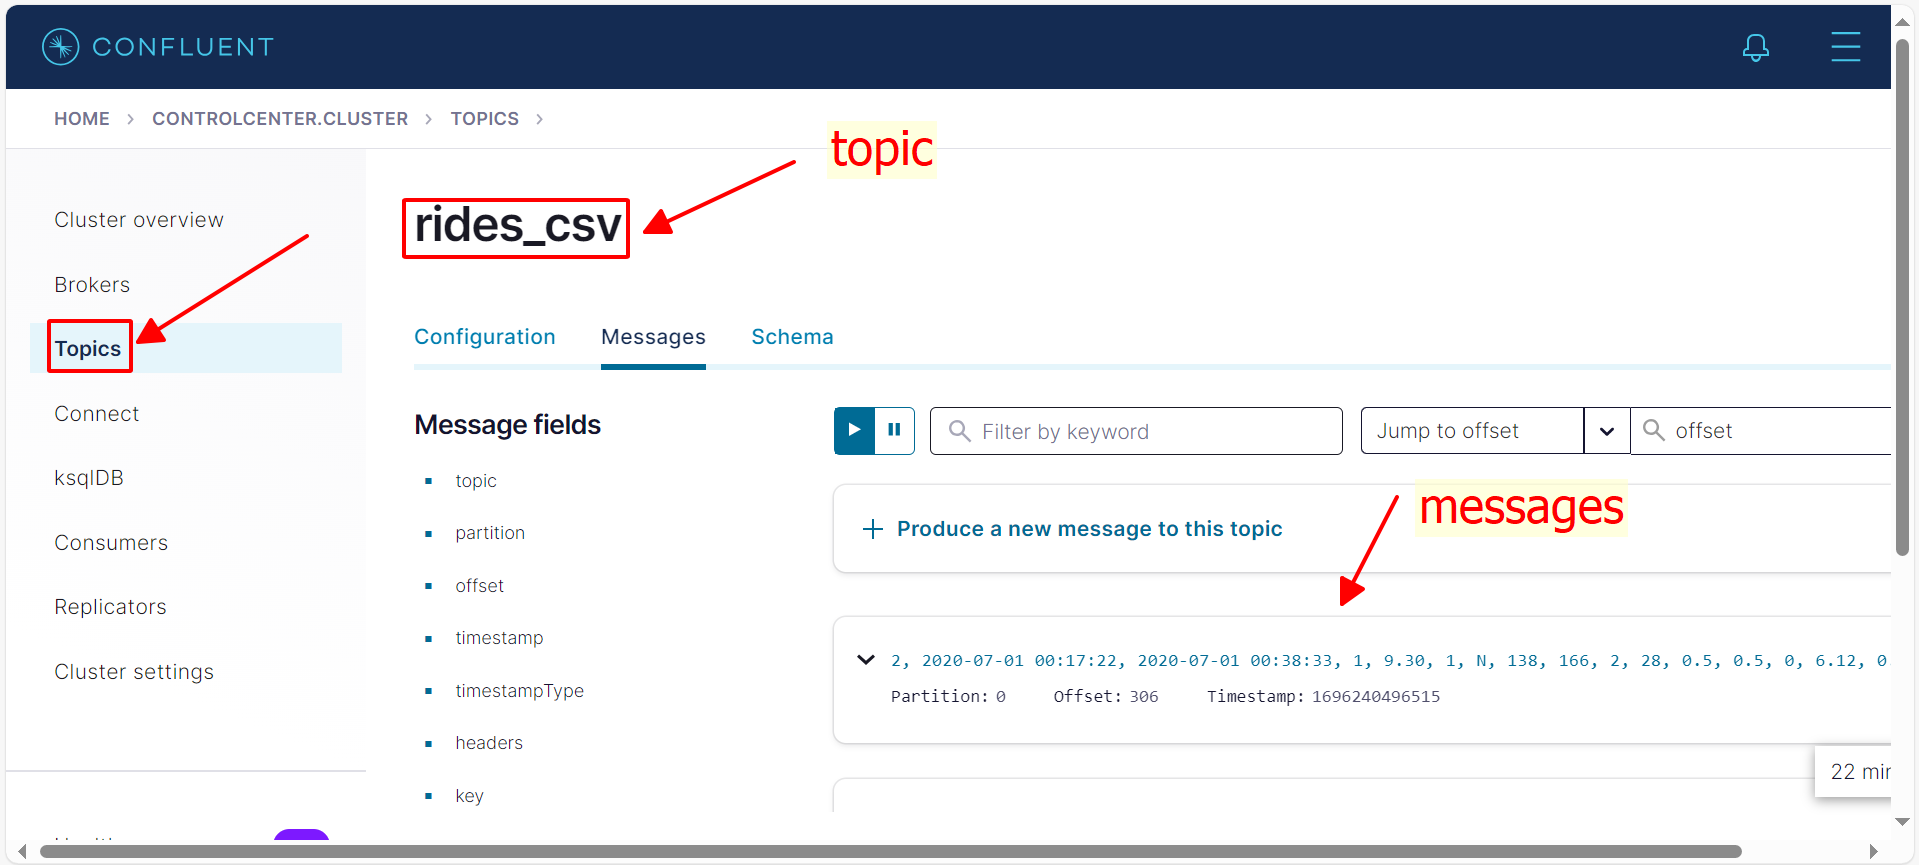 CONFLUENT
HOME > CONTROLCENTER.CLUSTER > TOPICS >
topic
rides_csv
Cluster overview
Brokers
Topics
Connect
ksqlDB
Consumers
Replicators
Cluster settings
Configuration Messages Schema
Message fields
topic
partition
offset
timestamp
timestampType
headers
key
Filter by keyword
Jump to offset
offset
messages
+ Produce a new message to this topic
2, 2020-07-01 00:17:22, 2020-07-01 00:38:33, 1, 9.30, 1, N, 138, 166, 2, 28, 0.5, 0.5, 0, 6.12, 0
Partition: 0 Offset: 306 Timestamp: 1696240496515
22 min